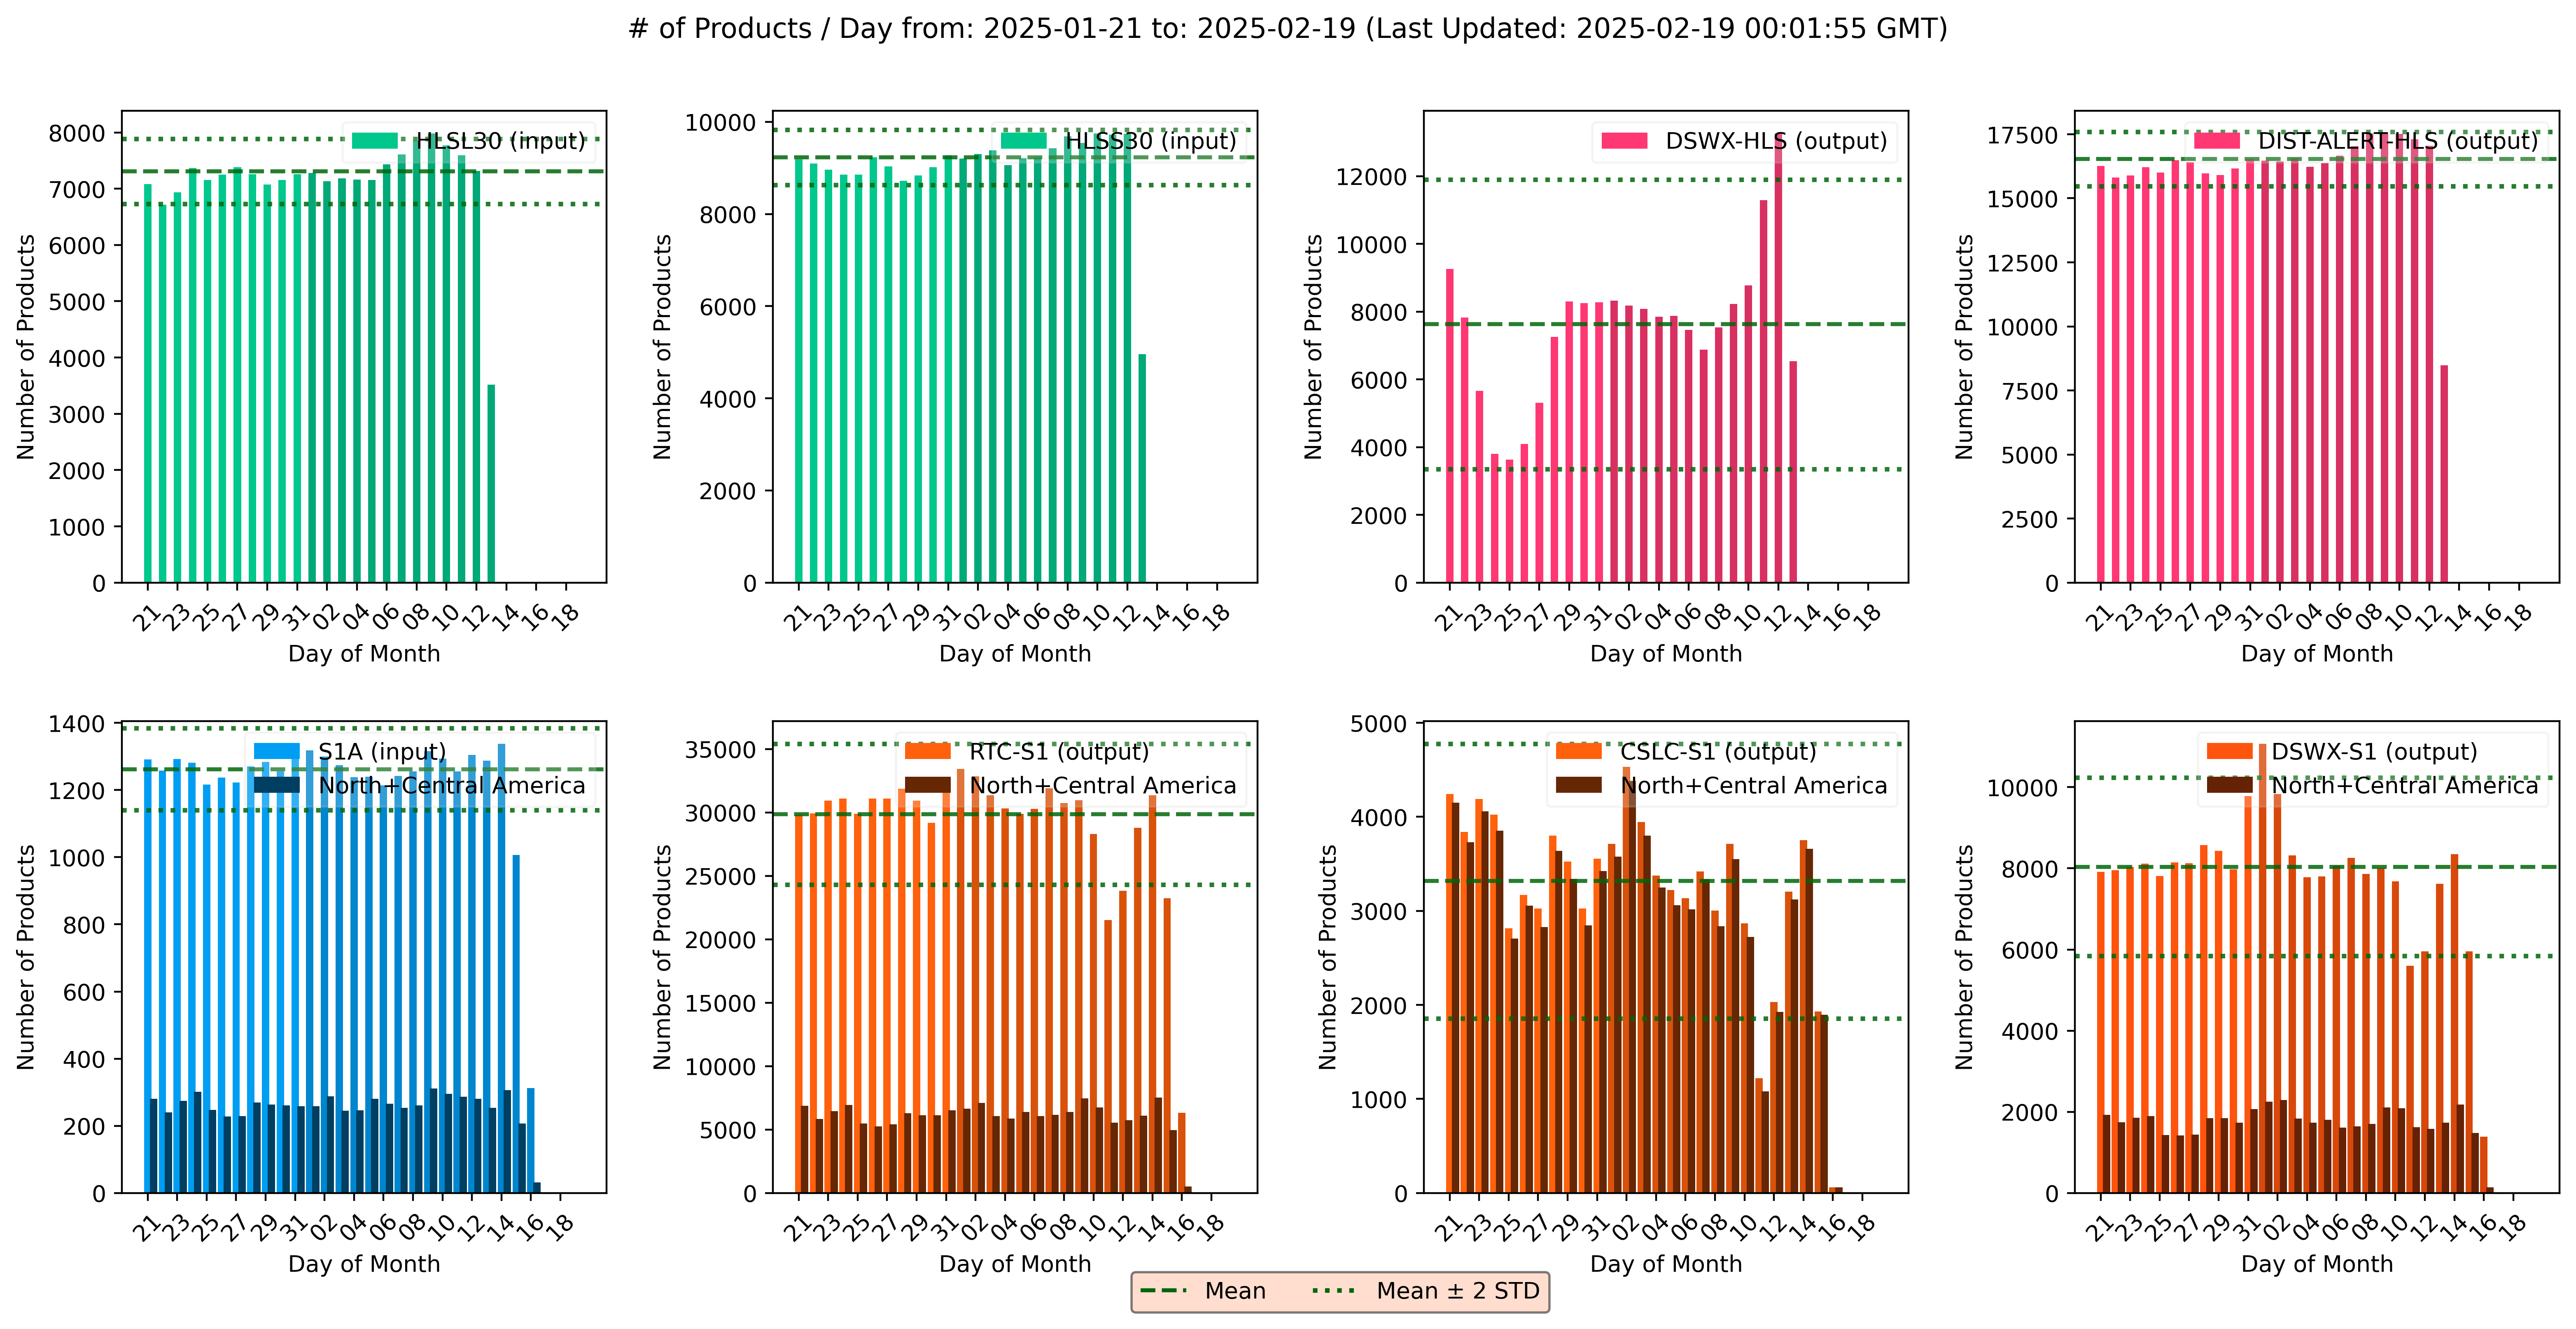 # of Products / Day from: 2025-01-21 to: 2025-02-19 (Last Updated: 2025-02-19 00:01:55 GMT)
Number of Products
8000
7000
6000
5000
4000
3000
2000
1000
0
HLSL30 (input)
21 23 25 27 29 31 02 04 06 08 10 12 14 16 18
Day of Month
Number of Products
10000
8000
6000
4000
2000
0
HLSS30 (input)
21 23 25 27 29 31 02 04 06 08 10 12 14 16 18
Day of Month
Number of Products
12000
10000
8000
6000
4000
2000
0
DSWX-HLS (output)
21 23 25 27 29 31 02 04 06 08 10 12 14 16 18
Day of Month
Number of Products
17500
15000
12500
10000
7500
5000
2500
0
DIST-ALERT-HLS (output)
21 23 25 27 29 31 02 04 06 08 10 12 14 16 18
Day of Month
Number of Products
1400
1200
1000
800
600
400
200
0
S1A (input)
North+Central America
21 23 25 27 29 31 02 04 06 08 10 12 14 16 18
Day of Month
Number of Products
35000
30000
25000
20000
15000
10000
5000
0
RTC-S1 (output)
North+Central America
21 23 25 27 29 31 02 04 06 08 10 12 14 16 18
Day of Month
Number of Products
5000
4000
3000
2000
1000
0
CSLC-S1 (output)
North+Central America
21 23 25 27 29 31 02 04 06 08 10 12 14 16 18
Day of Month
Number of Products
10000
8000
6000
4000
2000
0
DSWX-S1 (output)
North+Central America
21 23 25 27 29 31 02 04 06 08 10 12 14 16 18
Day of Month
Mean Mean ± 2 STD